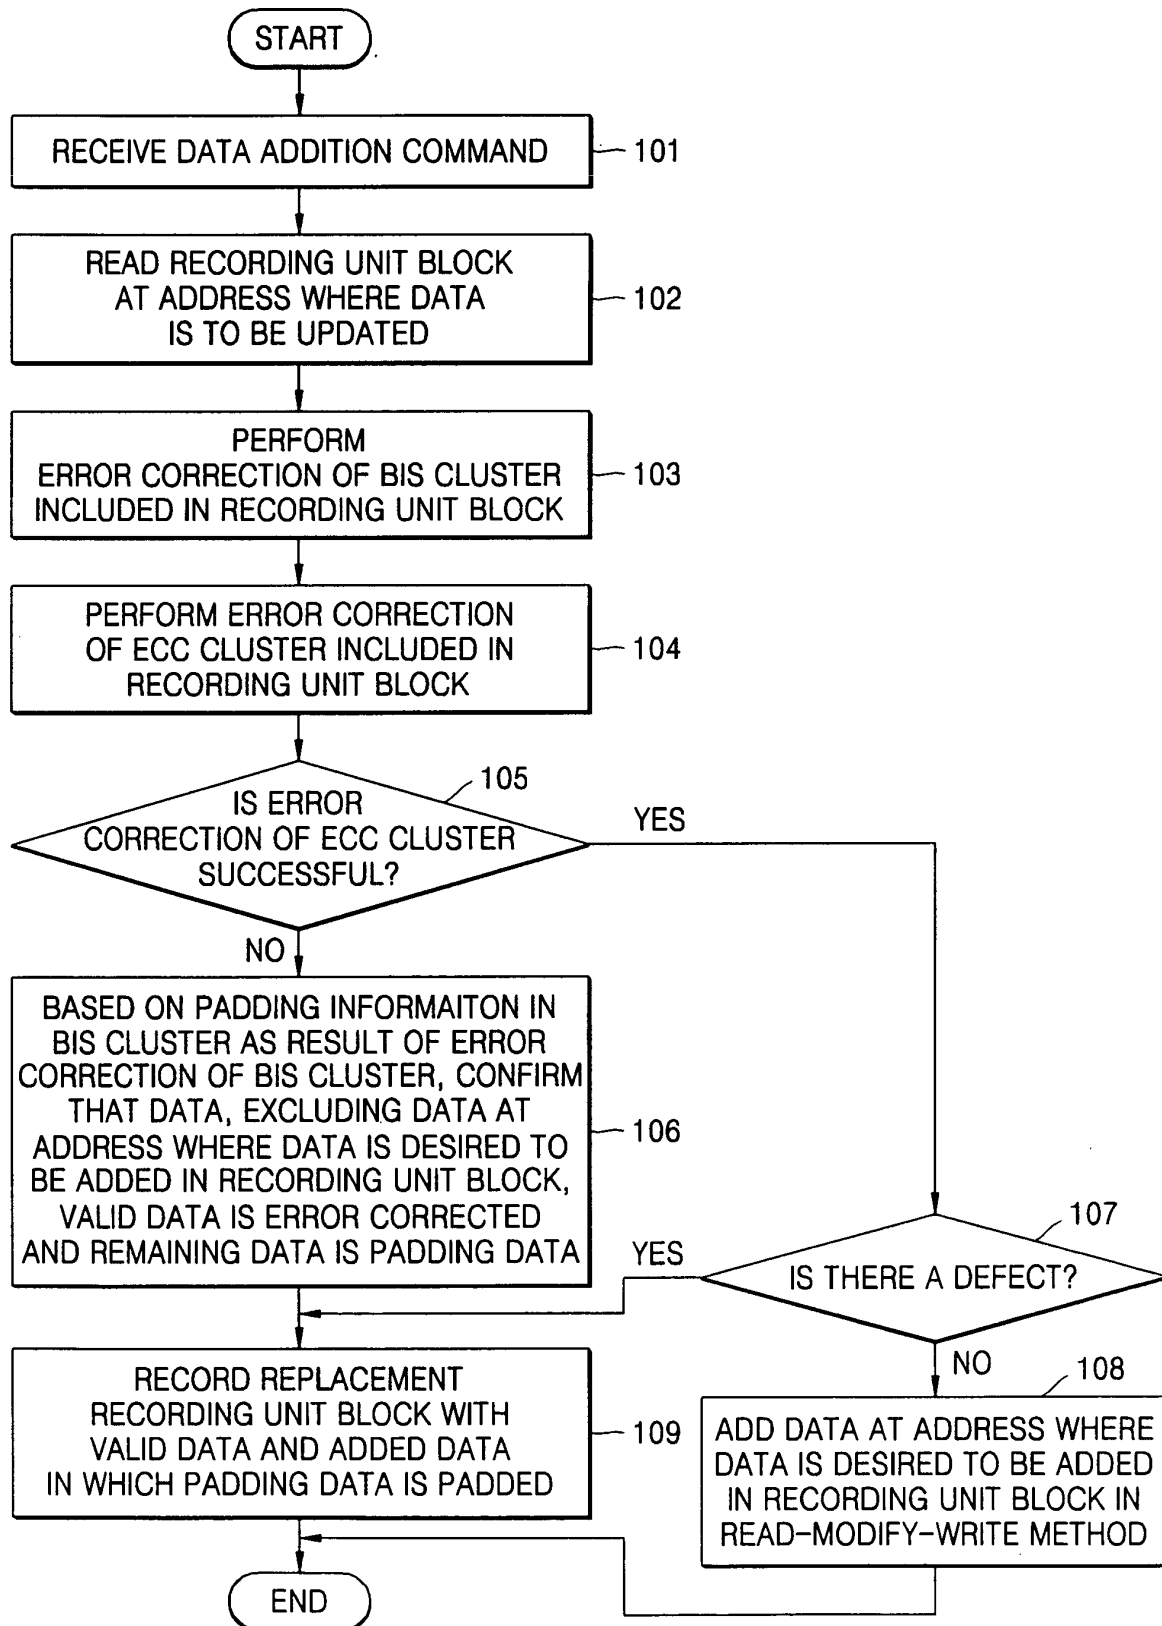 START
RECEIVE DATA ADDITION COMMAND
101
READ RECORDING UNIT BLOCK
AT ADDRESS WHERE DATA
IS TO BE UPDATED
102
PERFORM
ERROR CORRECTION OF BIS CLUSTER
INCLUDED IN RECORDING UNIT BLOCK
103
PERFORM ERROR CORRECTION
OF ECC CLUSTER INCLUDED IN
RECORDING UNIT BLOCK
104
105
IS ERROR
CORRECTION OF ECC CLUSTER
SUCCESSFUL?
YES
NO
BASED ON PADDING INFORMAITON IN
BIS CLUSTER AS RESULT OF ERROR
CORRECTION OF BIS CLUSTER, CONFIRM
THAT DATA, EXCLUDING DATA AT
ADDRESS WHERE DATA IS DESIRED TO
BE ADDED IN RECORDING UNIT BLOCK,
VALID DATA IS ERROR CORRECTED
AND REMAINING DATA IS PADDING DATA
106
107
IS THERE A DEFECT?
YES
NO
108
ADD DATA AT ADDRESS WHERE
DATA IS DESIRED TO BE ADDED
IN RECORDING UNIT BLOCK IN
READ-MODIFY-WRITE METHOD
RECORD REPLACEMENT
RECORDING UNIT BLOCK WITH
VALID DATA AND ADDED DATA
IN WHICH PADDING DATA IS PADDED
109
END